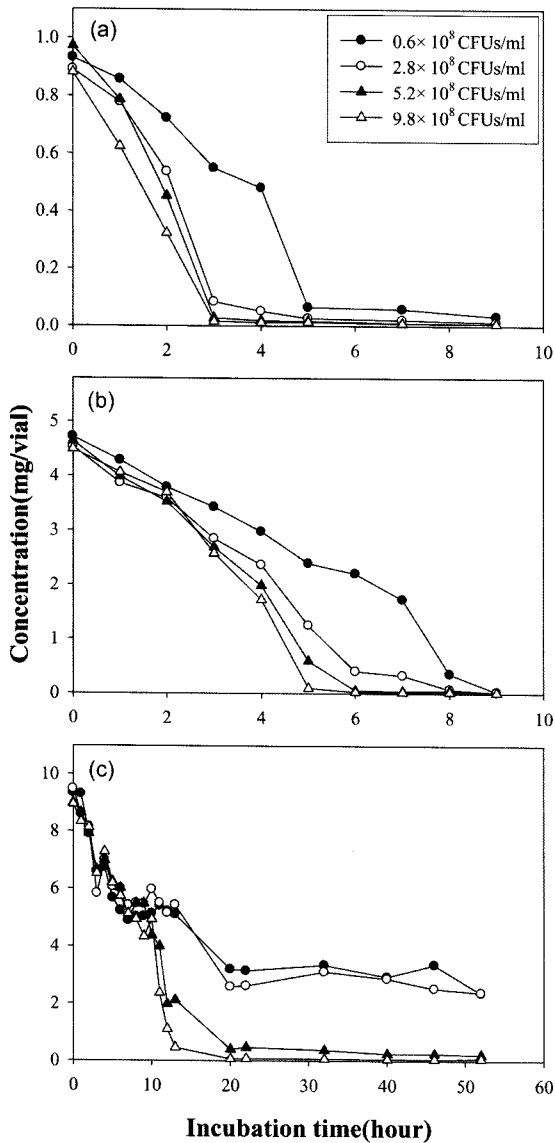 (a)
0.6× 10⁸ CFUs/ml
2.8× 10⁸ CFUs/ml
5.2× 10⁸ CFUs/ml
9.8× 10⁸ CFUs/ml
1.0
0.8
0.6
0.4
0.2
0.0
0 2 4 6 8 10
(b)
5
4
3
2
1
0
0 2 4 6 8 10
Concentration(mg/vial)
(c)
10
8
6
4
2
0
0 10 20 30 40 50 60
Incubation time(hour)